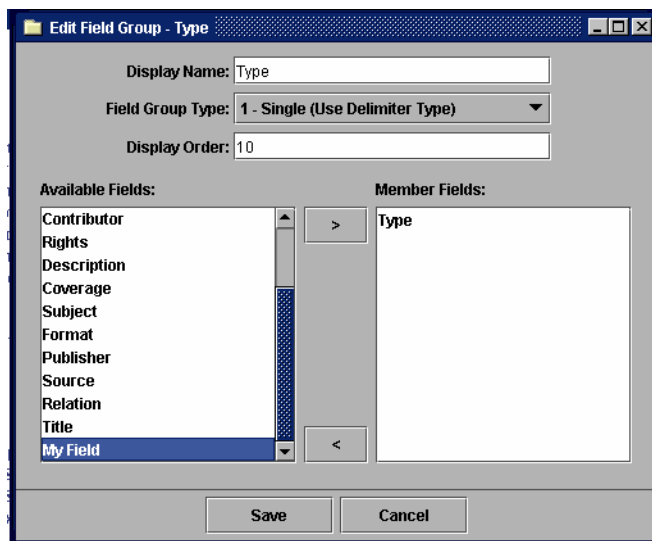 Edit Field Group - Type
Display Name: Type
Field Group Type: 1 - Single (Use Delimiter Type)
Display Order: 10
Available Fields:
Member Fields:
Contributor
Rights
Description
Coverage
Subject
Format
Publisher
Source
Relation
Title
My Field
>
<
Type
Save
Cancel